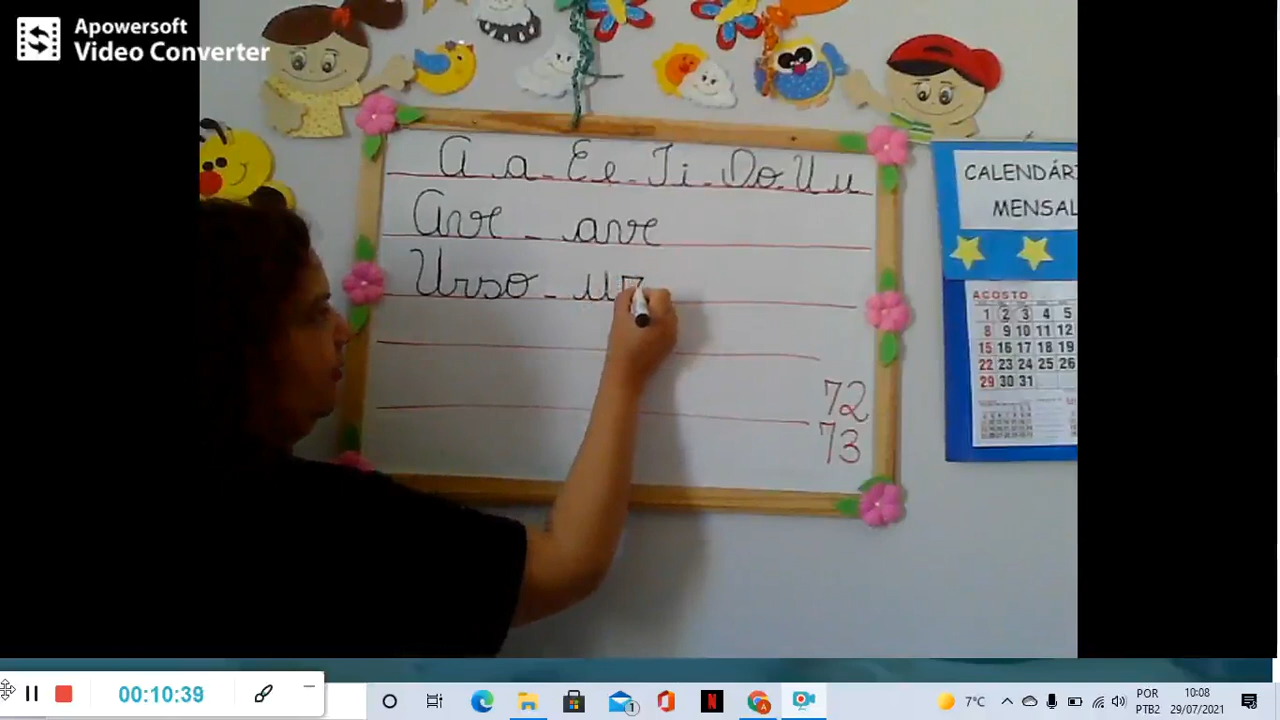 Apowersoft
Video Converter
A a - E e - I i - O o - U u
Ave - ave
Urso - ur
72
73
CALENDÁR
MENSAL
AGOSTO
1 2 3 4 5
8 9 10 11 12
15 16 17 18 19
22 23 24 25 26
29 30 31
00:10:39
1
7°C
POR
PTB2
10:08
29/07/2021